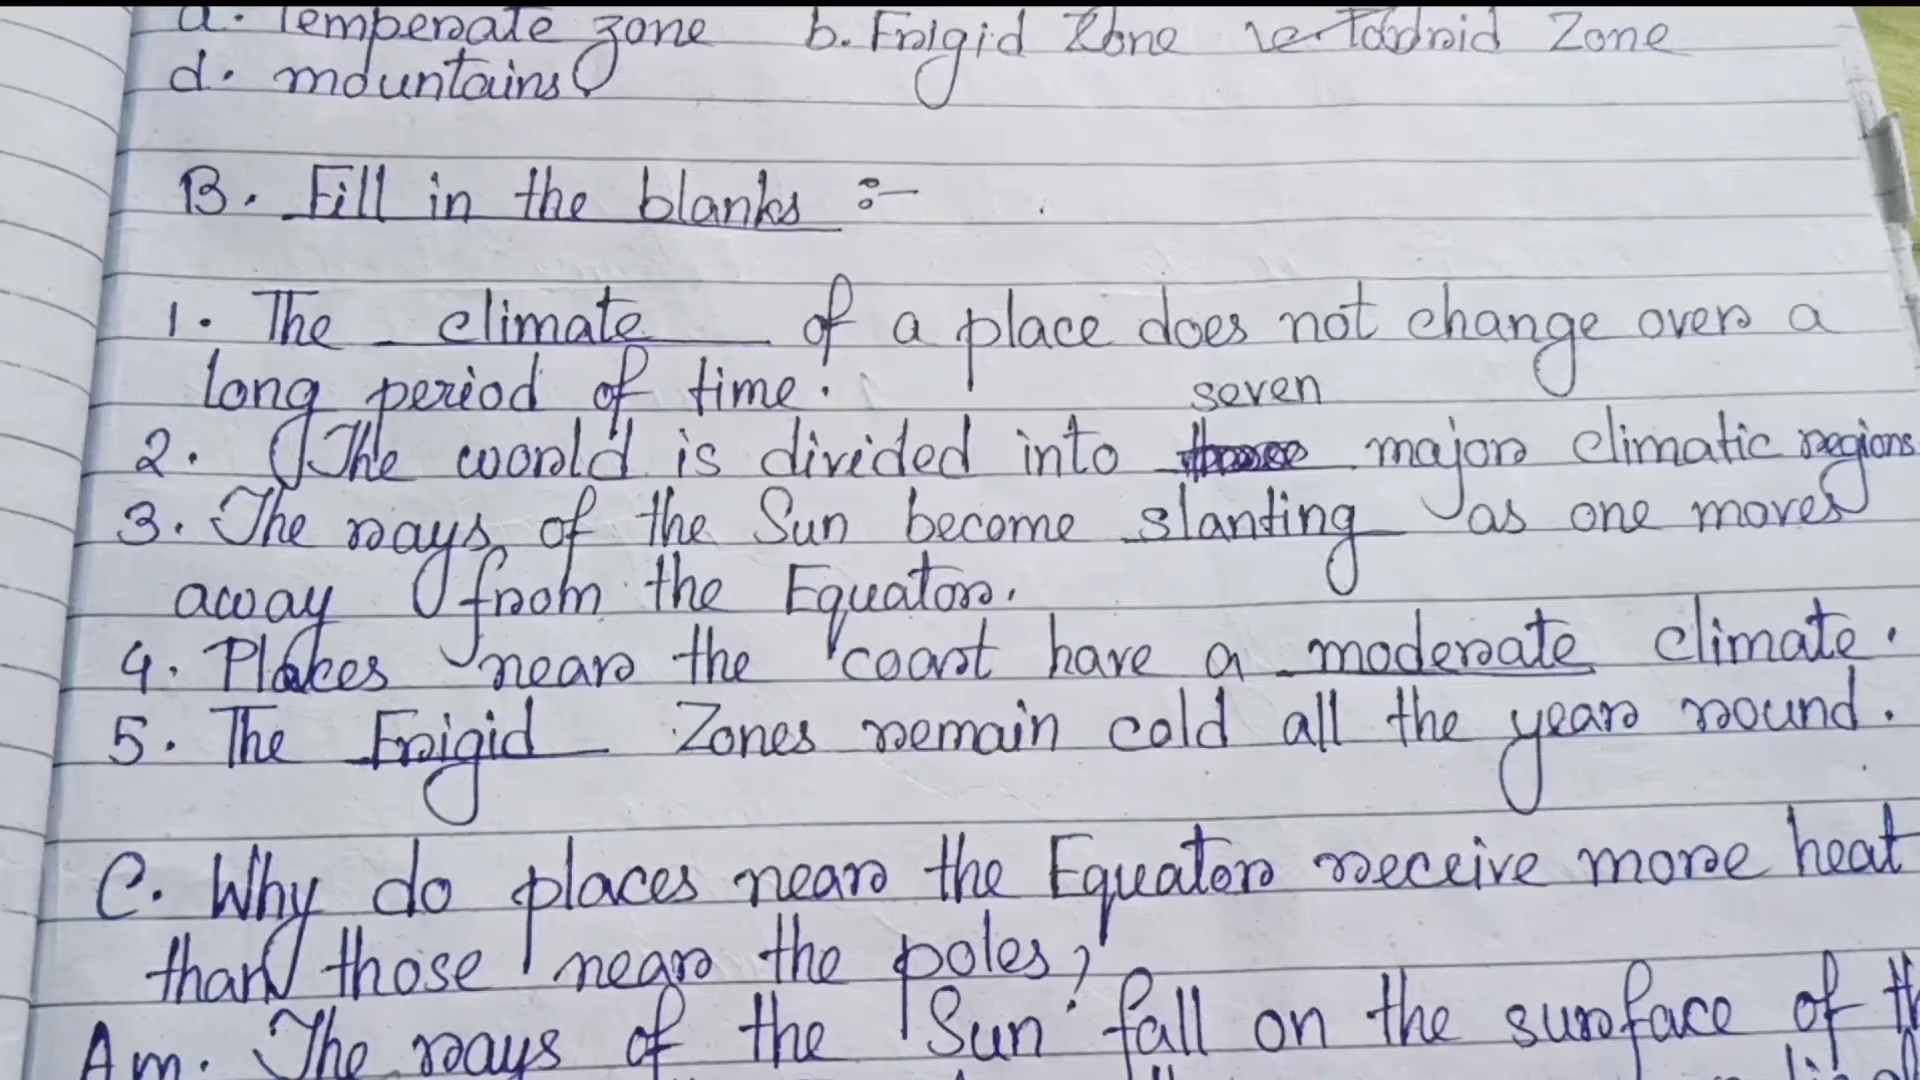 a. Temperate zone b. Frigid Zone c. Torrid Zone
d. mountains
B. Fill in the blanks :-
1. The climate of a place does not change over a
long period of time.
seven
2. The world is divided into three major climatic regions
3. The rays of the Sun become slanting as one moves
away from the Equator.
4. Places near the coast have a moderate climate.
5. The Frigid Zones remain cold all the year round.
C. Why do places near the Equator receive more heat
than those near the poles?
Ans. The rays of the Sun fall on the surface of